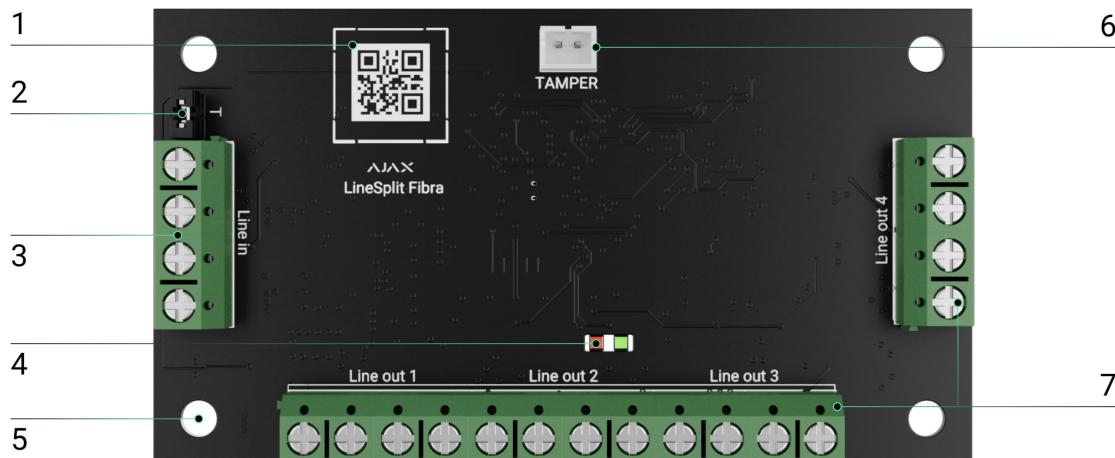 1
6
TAMPER
2
T
AJAX
LineSplit Fibra
Line in
Line out 4
3
4
Line out 1
Line out 2
Line out 3
7
5